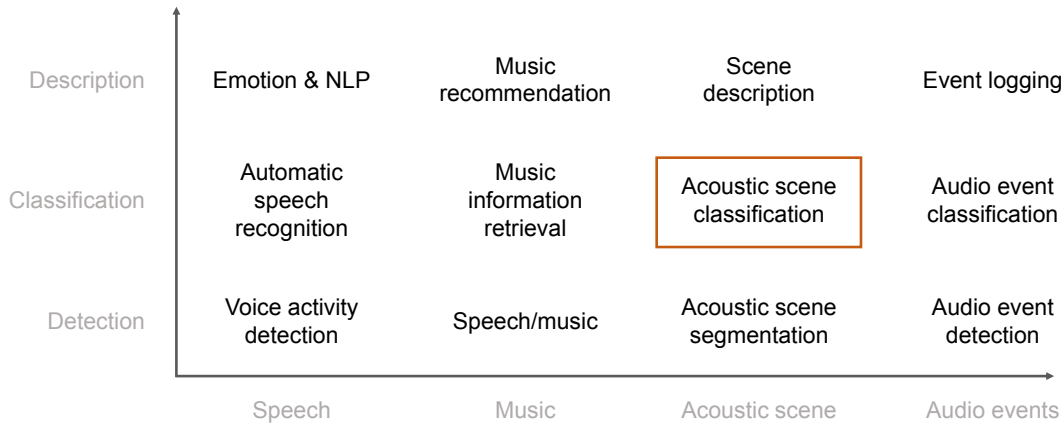 Description
Emotion & NLP
Music
recommendation
Scene
description
Event logging
Classification
Automatic
speech
recognition
Music
information
retrieval
Acoustic scene
classification
Audio event
classification
Detection
Voice activity
detection
Speech/music
Acoustic scene
segmentation
Audio event
detection
Speech
Music
Acoustic scene
Audio events